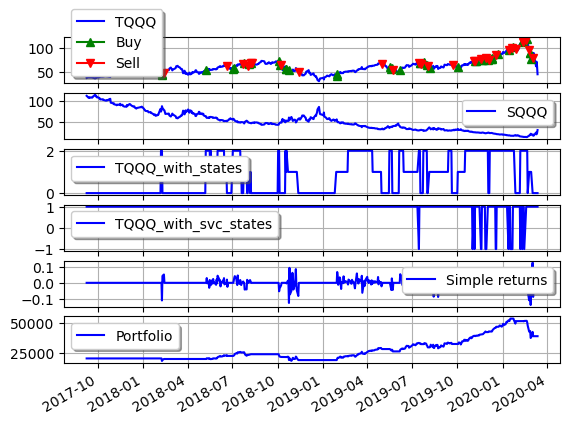 TQQQ
Buy
Sell
100
50
100
50
SQQQ
2
0
TQQQ_with_states
1
−1
TQQQ_with_svc_states
0.1
0.0
−0.1
Simple returns
50000
25000
Portfolio
2017-10 2018-01 2018-04 2018-07 2018-10 2019-01 2019-04 2019-07 2019-10 2020-01 2020-04